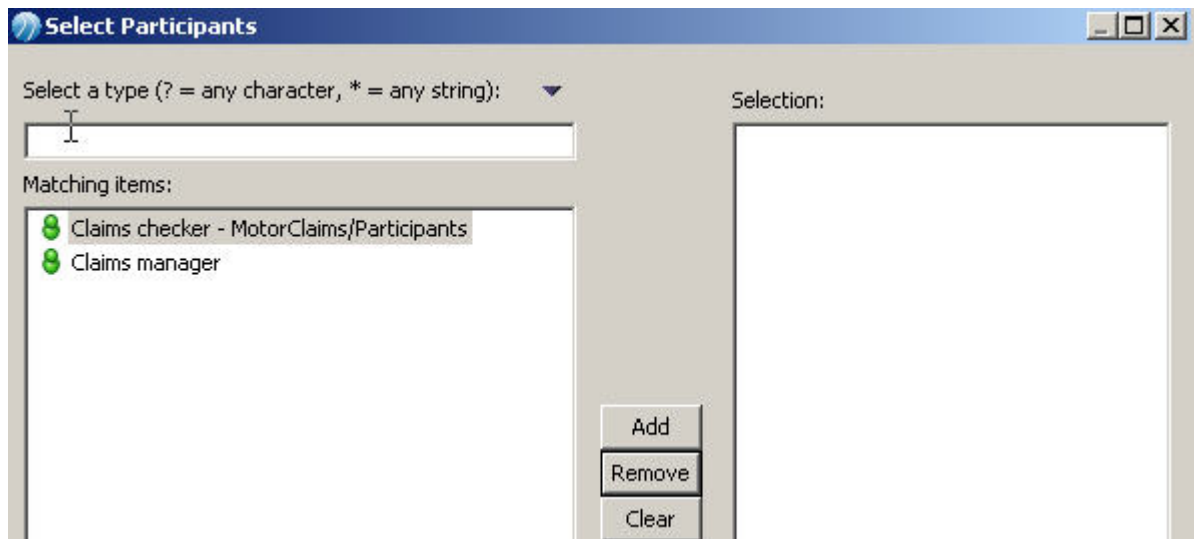 Select Participants
Select a type (? = any character, * = any string):
Selection:
Matching items:
Claims checker - MotorClaims/Participants
Claims manager
Add
Remove
Clear